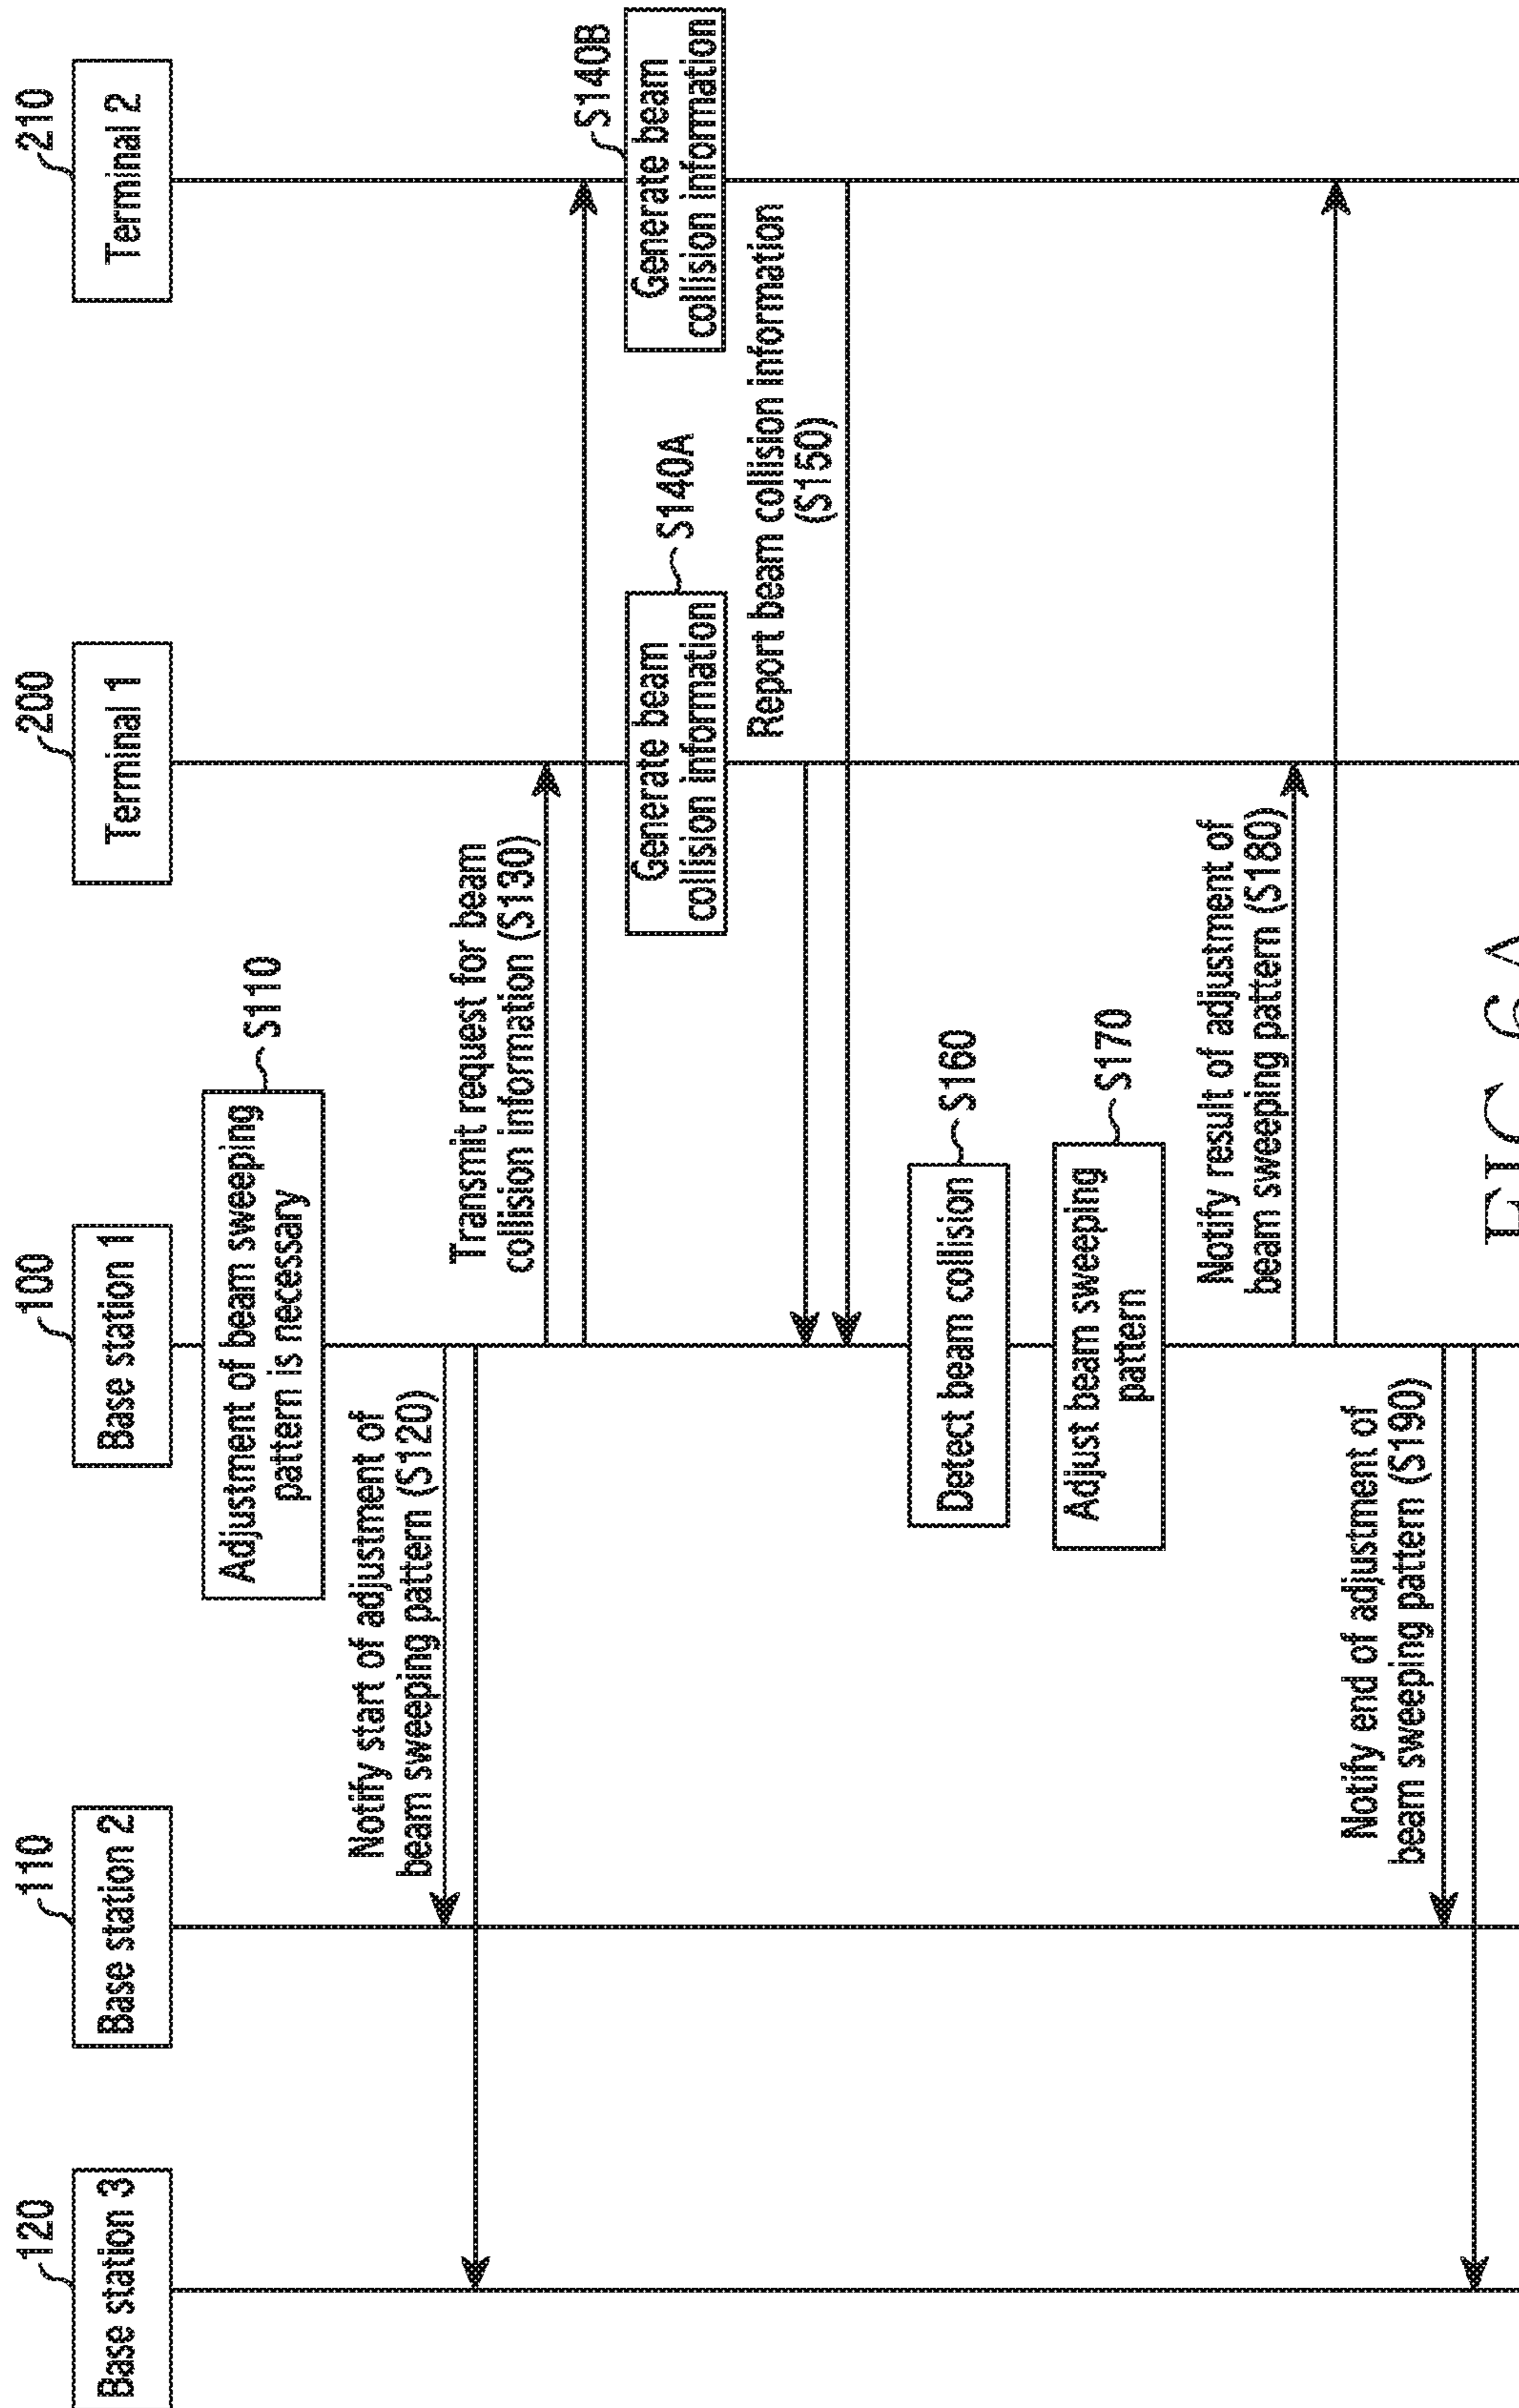 120
110
100
200
210
Base station 3
Base station 2
Base station 1
Terminal 1
Terminal 2
S110
Adjustment of beam sweeping
pattern is necessary
Notify start of adjustment of
beam sweeping pattern (S120)
Transmit request for beam
collision information (S130)
S140A
Generate beam
collision information
S140B
Generate beam
collision information
Report beam collision information
(S150)
Detect beam collision
S160
Adjust beam sweeping
pattern
S170
Notify result of adjustment of
beam sweeping pattern (S180)
Notify end of adjustment of
beam sweeping pattern (S190)
FIG. 6A